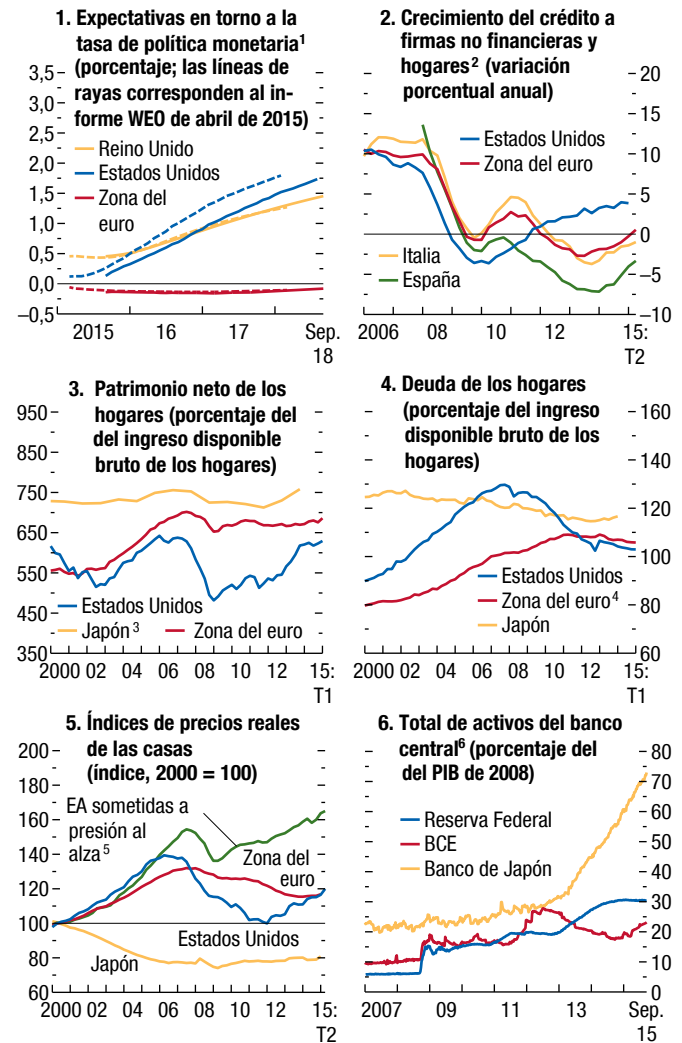 1. Expectativas en torno a la
tasa de política monetaria¹
(porcentaje; las líneas de
rayas corresponden al in-
forme WEO de abril de 2015)
3,5
3,0
2,5
2,0
1,5
1,0
0,5
0,0
–0,5
Reino Unido
Estados Unidos
Zona del
euro
2015 16 17 Sep.
18
2. Crecimiento del crédito a
firmas no financieras y
hogares² (variación
porcentual anual)
20
15
10
5
0
–5
–10
Estados Unidos
Zona del euro
Italia
España
2006 08 10 12 15:
T2
3. Patrimonio neto de los
hogares (porcentaje del
del ingreso disponible
bruto de los hogares)
950
850
750
650
550
450
350
Estados Unidos
Japón³
Zona del euro
2000 02 04 06 08 10 12 15:
T1
4. Deuda de los hogares
(porcentaje del ingreso
disponible bruto de los
hogares)
160
140
120
100
80
60
Estados Unidos
Zona del euro⁴
Japón
2000 02 04 06 08 10 12 15:
T1
5. Índices de precios reales
de las casas
(índice, 2000 = 100)
200
180
160
140
120
100
80
60
EA sometidas a
presión al
alza⁵
Zona del
euro
Estados Unidos
Japón
2000 02 04 06 08 10 12 15:
T2
6. Total de activos del banco
central⁶ (porcentaje del
del PIB de 2008)
80
70
60
50
40
30
20
10
0
Reserva Federal
BCE
Banco de Japón
2007 09 11 13 Sep.
15